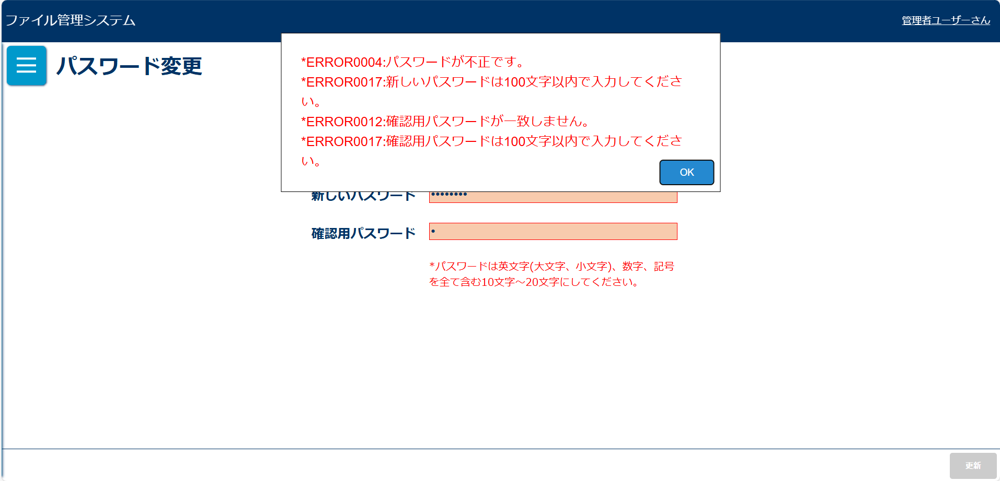 ファイル管理システム
管理者ユーザーさん
パスワード変更
*ERROR0004:パスワードが不正です。
*ERROR0017:新しいパスワードは100文字以内で入力してくださ
い。
*ERROR0012:確認用パスワードが一致しません。
*ERROR0017:確認用パスワードは100文字以内で入力してくださ
い。
OK
新しいパスワード
確認用パスワード
*パスワードは英文字(大文字、小文字)、数字、記号
を全て含む10文字～20文字にしてください。
更新